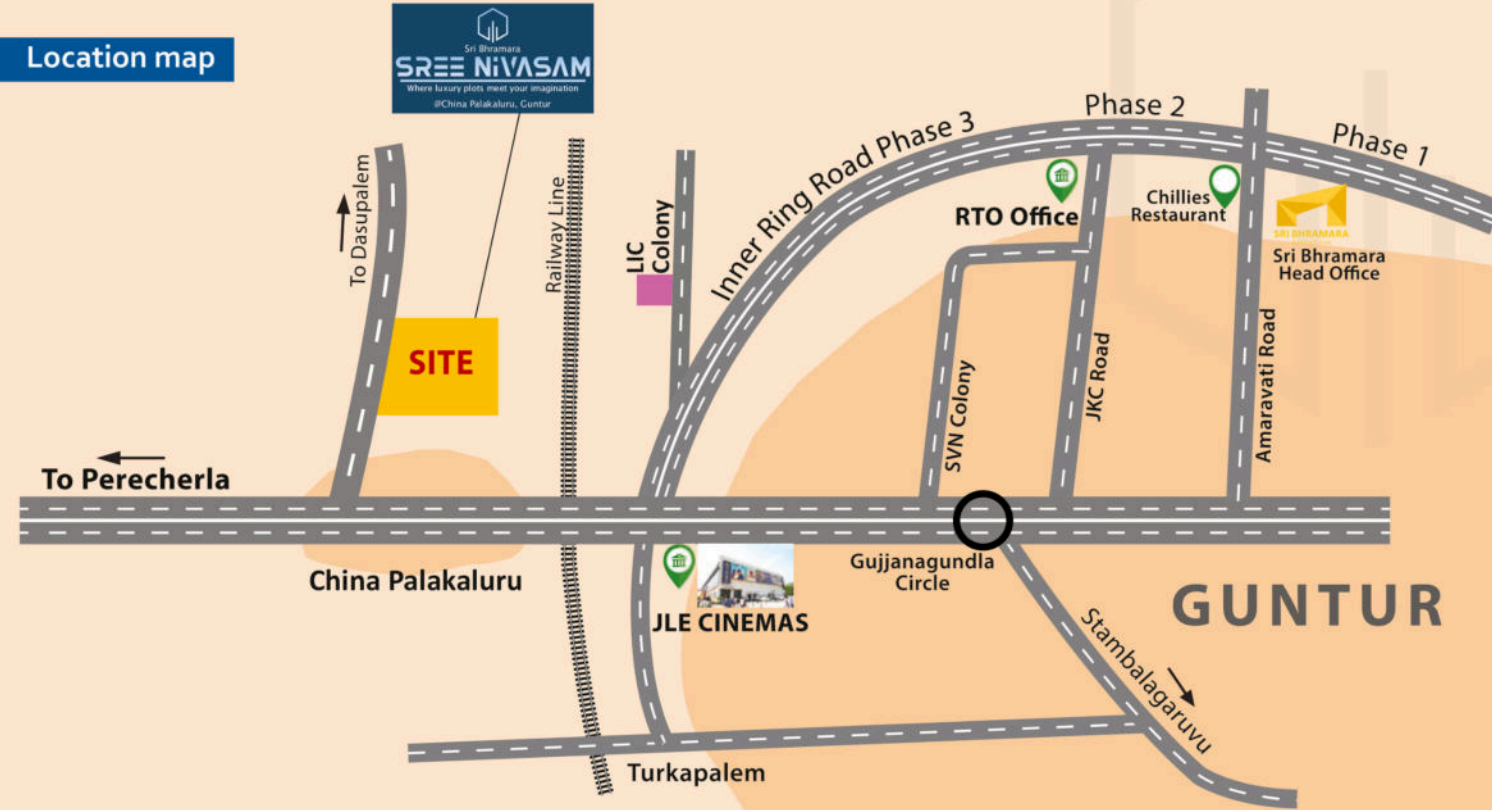 Location map
Sri Bhramara
SREE NiVASAM
Where luxury plots meet your imagination
@China Palakaluru, Guntur
To Dasupalem
Railway Line
LIC
Colony
Inner Ring Road Phase 3
Phase 2
Phase 1
RTO Office
Chillies
Restaurant
SRI BHRAMARA
Sri Bhramara
Head Office
SITE
SVN Colony
JKC Road
Amaravati Road
To Perecherla
China Palakaluru
JLE CINEMAS
Gujjanagundla
Circle
GUNTUR
Stambalagaruvu
Turkapalem